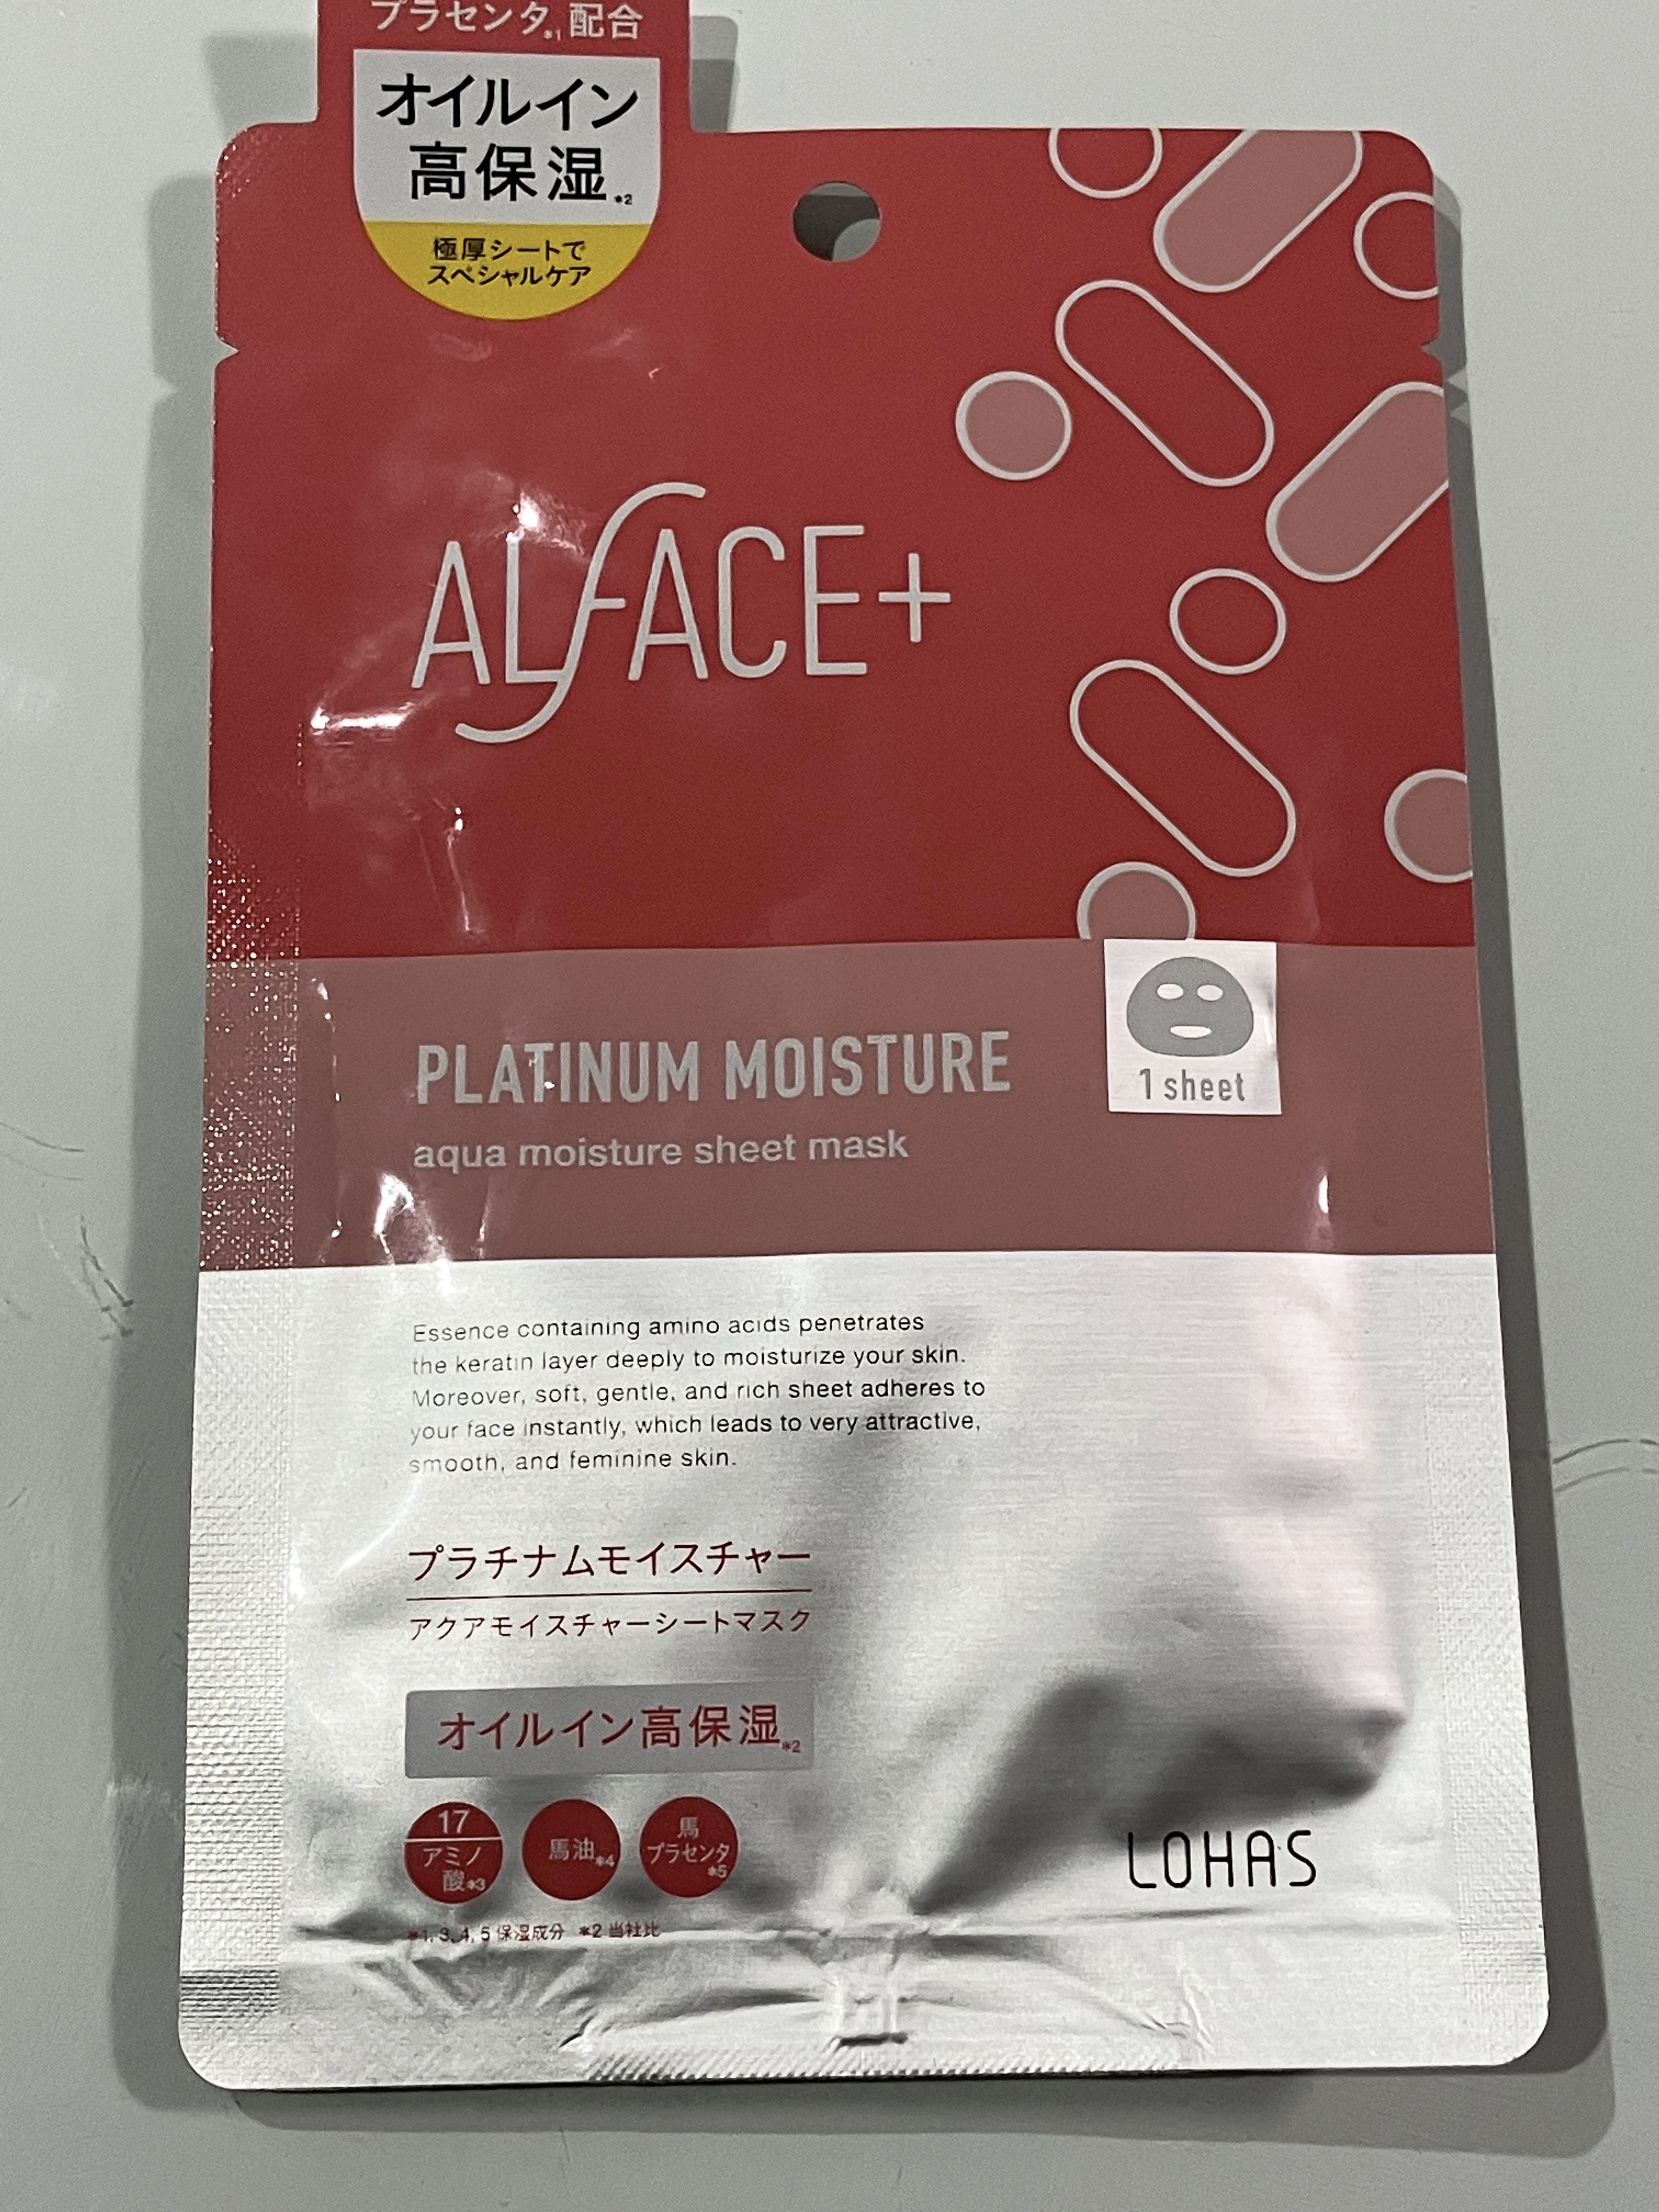 プラセンタ*1配合
オイルイン
高保湿*2
極厚シートで
スペシャルケア
ALFACE+
PLATINUM MOISTURE
aqua moisture sheet mask
1 sheet
Essence containing amino acids penetrates
the keratin layer deeply to moisturize your skin.
Moreover, soft, gentle, and rich sheet adheres to
your face instantly, which leads to very attractive,
smooth, and feminine skin.
プラチナムモイスチャー
アクアモイスチャーシートマスク
オイルイン高保湿*2
17
アミノ
酸*3
馬油*4
馬
プラセンタ
*5
LOHAS
*1, 3, 4, 5 保湿成分 *2 当社比